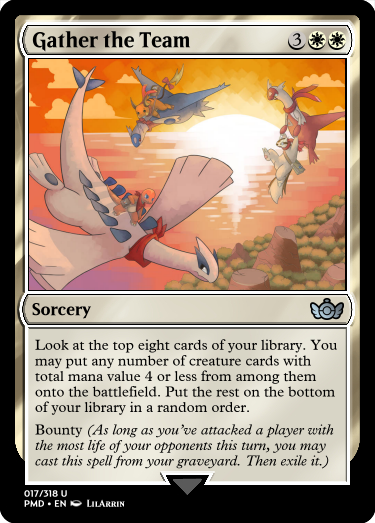 Gather the Team 3
Sorcery
Look at the top eight cards of your library. You
may put any number of creature cards with
total mana value 4 or less from among them
onto the battlefield. Put the rest on the bottom
of your library in a random order.
Bounty (As long as you've attacked a player with
the most life of your opponents this turn, you may
cast this spell from your graveyard. Then exile it.)
017/318 U
PMD • EN LilArrin